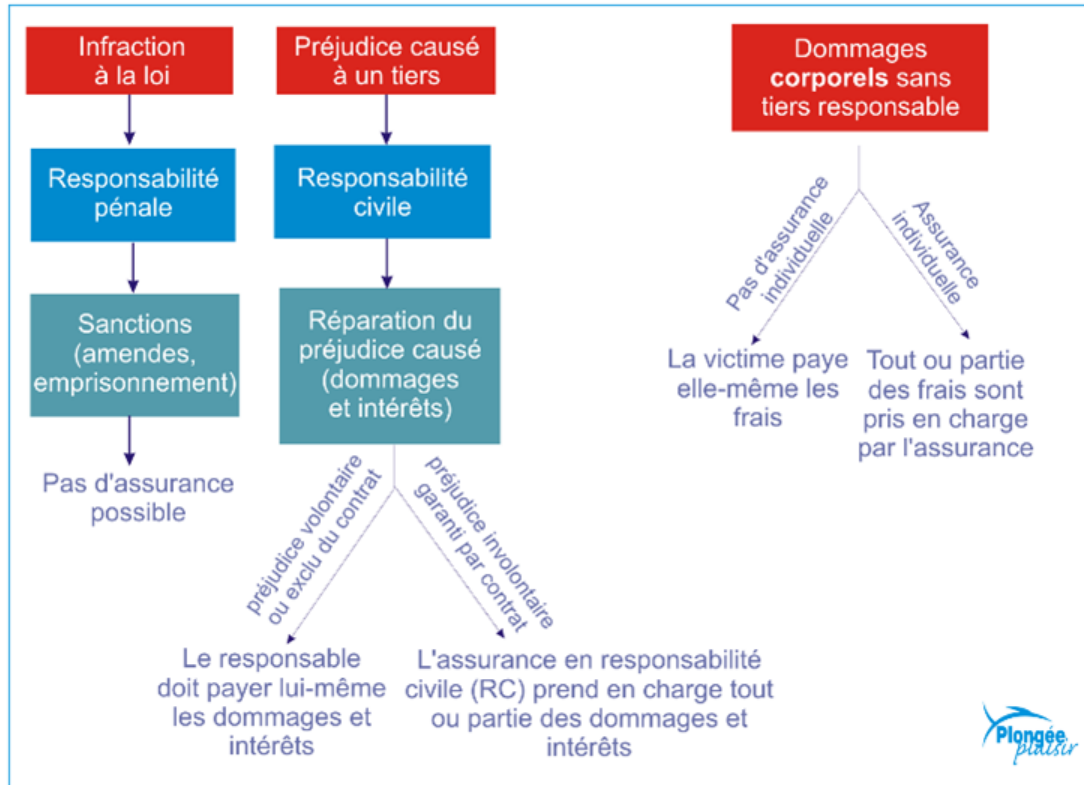 Infraction
à la loi
Responsabilité
pénale
Sanctions
(amendes,
emprisonnement)
Pas d'assurance
possible
Préjudice causé
à un tiers
Responsabilité
civile
Réparation du
préjudice causé
(dommages
et intérêts)
préjudice volontaire
ou exclu du contrat
Le responsable
doit payer lui-même
les dommages et
intérêts
préjudice involontaire
garanti par contrat
L'assurance en responsabilité
civile (RC) prend en charge tout
ou partie des dommages et
intérêts
Dommages
corporels sans
tiers responsable
Pas d'assurance
individuelle
La victime paye
elle-même les
frais
Assurance
individuelle
Tout ou partie
des frais sont
pris en charge
par l'assurance
Plongée
plaisir